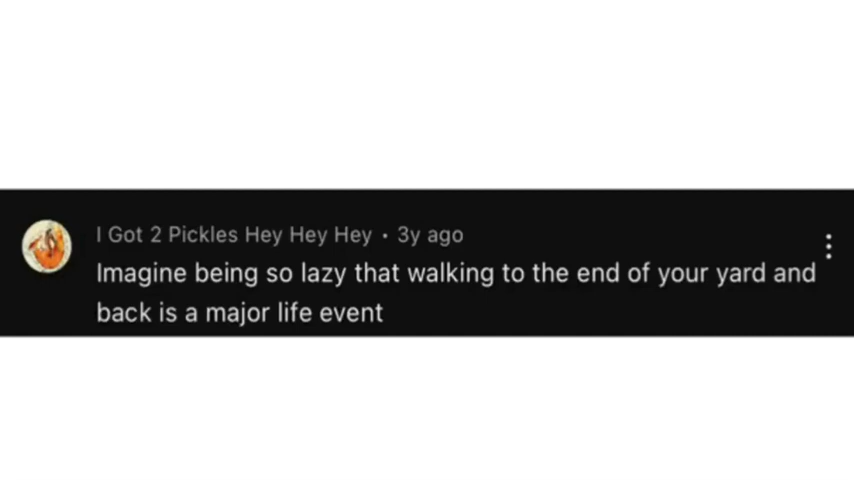 I Got 2 Pickles Hey Hey Hey • 3y ago
Imagine being so lazy that walking to the end of your yard and
back is a major life event